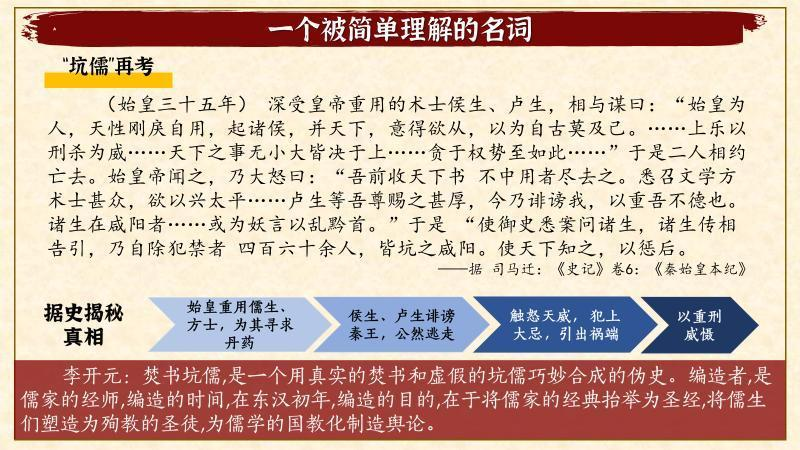 一个被简单理解的名词
“坑儒”再考
（始皇三十五年） 深受皇帝重用的术士侯生、卢生，相与谋曰：“始皇为
人，天性刚戾自用，起诸侯，并天下，意得欲从，以为自古莫及己。……上乐以
刑杀为威……天下之事无小大皆决于上……贪于权势至如此……”于是二人相约
亡去。始皇帝闻之，乃大怒曰：“吾前收天下书 不中用者尽去之。悉召文学方
术士甚众，欲以兴太平……卢生等吾尊赐之甚厚，今乃诽谤我，以重吾不德也。
诸生在咸阳者……或为妖言以乱黔首。”于是 “使御史悉案问诸生，诸生传相
告引，乃自除犯禁者 四百六十余人，皆坑之咸阳。使天下知之，以惩后。
——据 司马迁：《史记》卷6：《秦始皇本纪》
据史揭秘
真相
始皇重用儒生、
方士，为其寻求
丹药
侯生、卢生诽谤
秦王，公然逃走
触怒天威，犯上
大忌，引出祸端
以重刑
威慑
李开元：焚书坑儒,是一个用真实的焚书和虚假的坑儒巧妙合成的伪史。编造者,是
儒家的经师,编造的时间,在东汉初年,编造的目的,在于将儒家的经典抬举为圣经,将儒生
们塑造为殉教的圣徒,为儒学的国教化制造舆论。